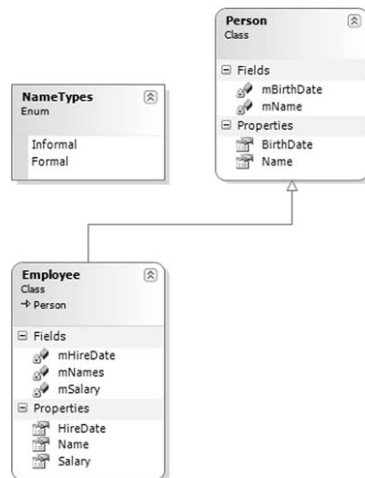 Person
Class
Fields
mBirthDate
mName
Properties
BirthDate
Name
NameTypes
Enum
Informal
Formal
Employee
Class
Person
Fields
mHireDate
mNames
mSalary
Properties
HireDate
Name
Salary